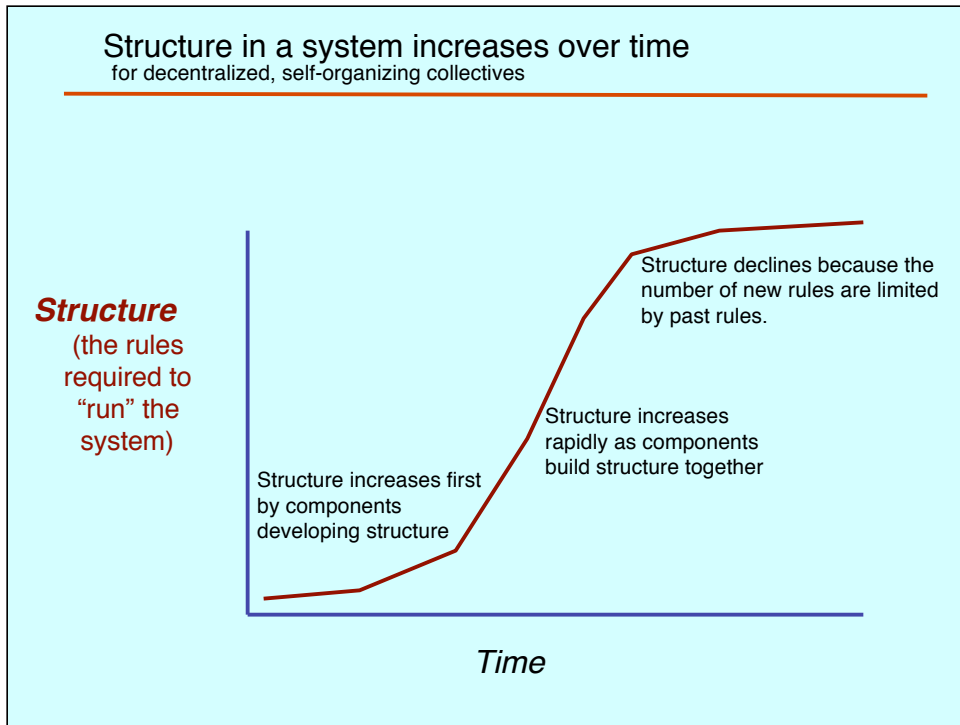 Structure in a system increases over time
for decentralized, self-organizing collectives
Structure
(the rules
required to
“run” the
system)
Structure increases first
by components
developing structure
Structure increases
rapidly as components
build structure together
Structure declines because the
number of new rules are limited
by past rules.
Time